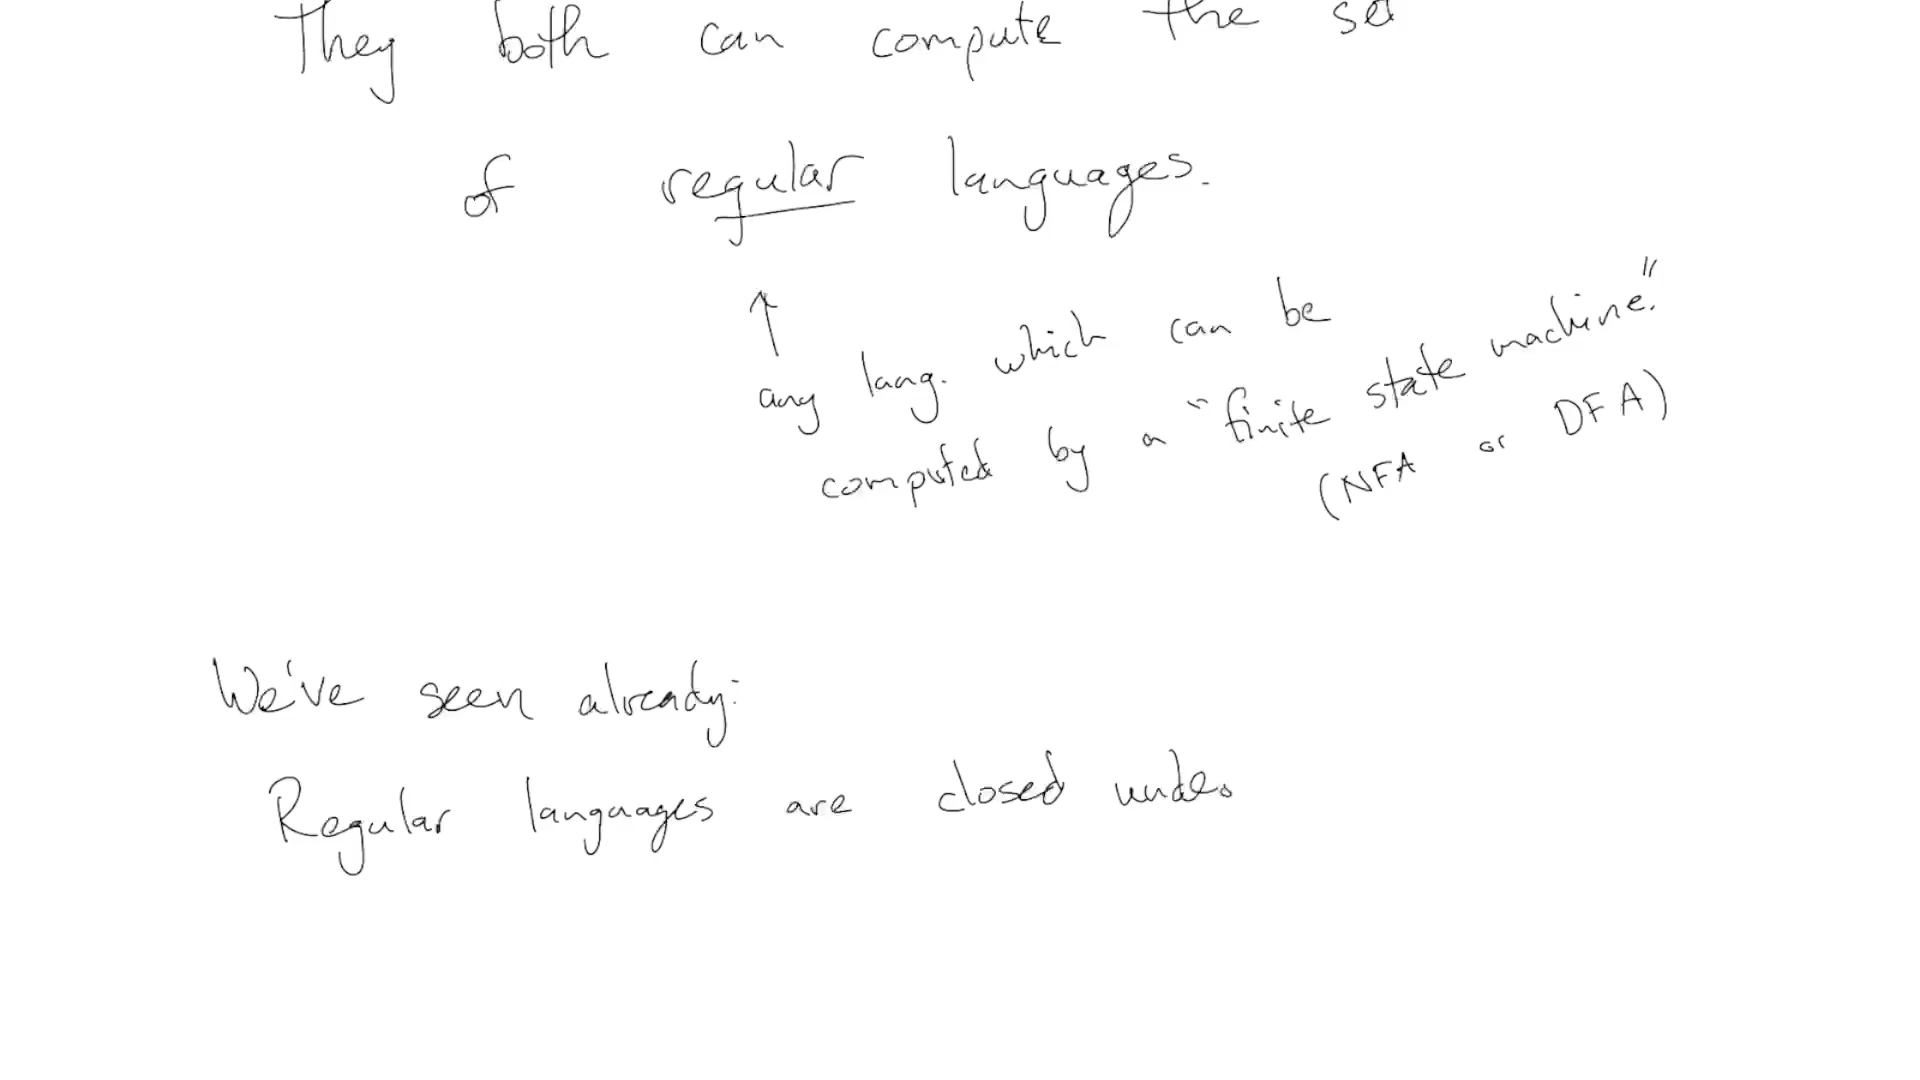 They both can compute the se
of regular languages.
↑
any lang. which can be
computed by a "finite state machine."
(NFA or DFA)
We've seen already:
Regular languages are closed unde